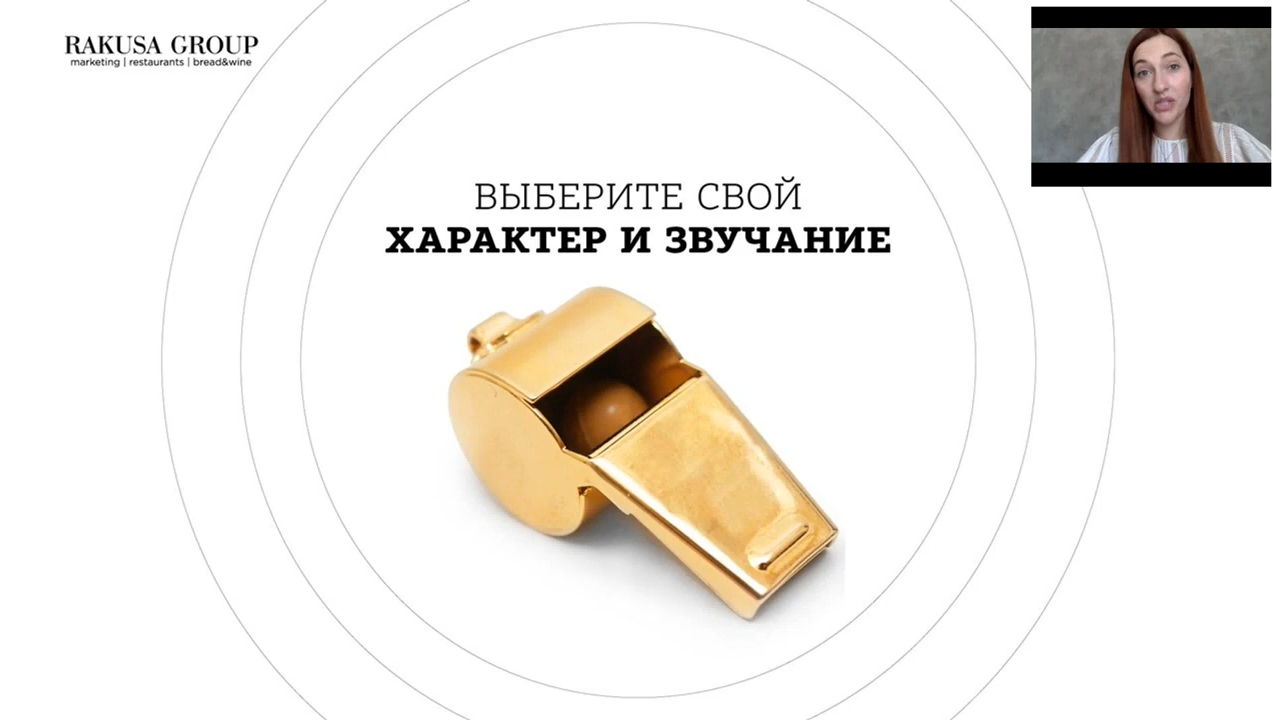 RAKUSA GROUP
marketing | restaurants | bread&wine
ВЫБЕРИТЕ СВОЙ
ХАРАКТЕР И ЗВУЧАНИЕ